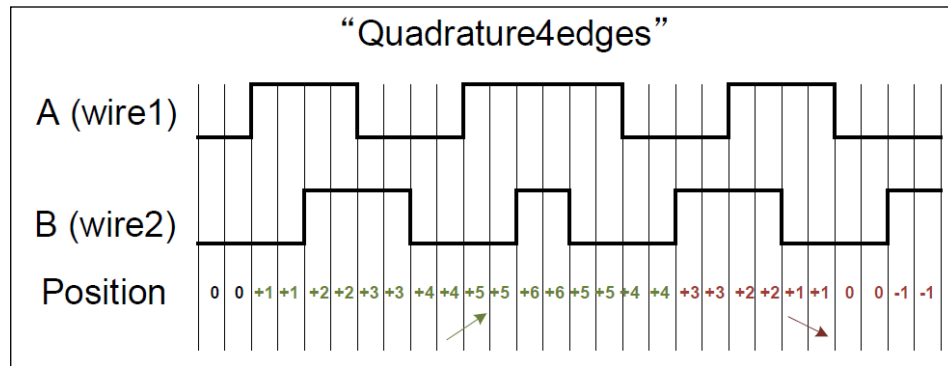 “Quadrature4edges”
A (wire1)
B (wire2)
Position 0 0 +1 +1 +2 +2 +3 +3 +4 +4 +5 +5 +6 +6 +5 +5 +4 +4 +3 +3 +2 +2 +1 +1 0 0 -1 -1